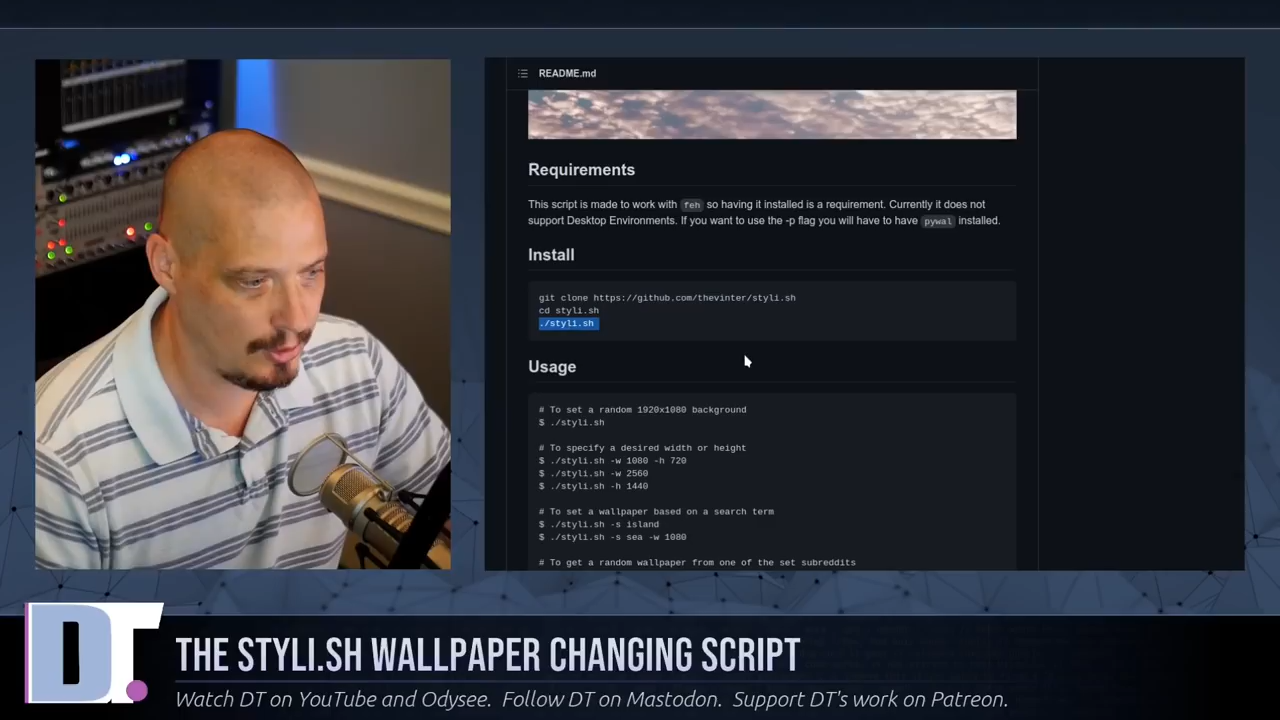 README.md
Requirements
This script is made to work with feh so having it installed is a requirement. Currently it does not
support Desktop Environments. If you want to use the -p flag you will have to have pywal installed.
Install
git clone https://github.com/thevinter/styli.sh
cd styli.sh
./styli.sh
Usage
# To set a random 1920x1080 background
$ ./styli.sh
# To specify a desired width or height
$ ./styli.sh -w 1080 -h 720
$ ./styli.sh -w 2560
$ ./styli.sh -h 1440
# To set a wallpaper based on a search term
$ ./styli.sh -s island
$ ./styli.sh -s sea -w 1080
# To get a random wallpaper from one of the set subreddits
DT.
THE STYLI.SH WALLPAPER CHANGING SCRIPT
Watch DT on YouTube and Odysee. Follow DT on Mastodon. Support DT's work on Patreon.